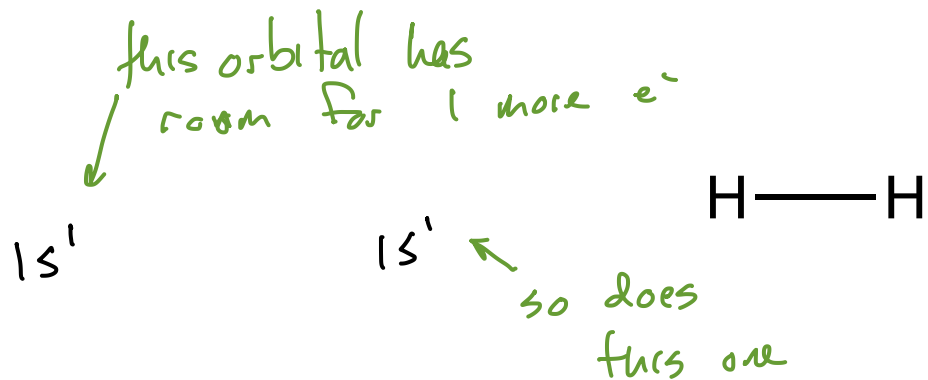 this orbital has
room for 1 more e⁻
H — H
1s¹
1s¹
so does
this one